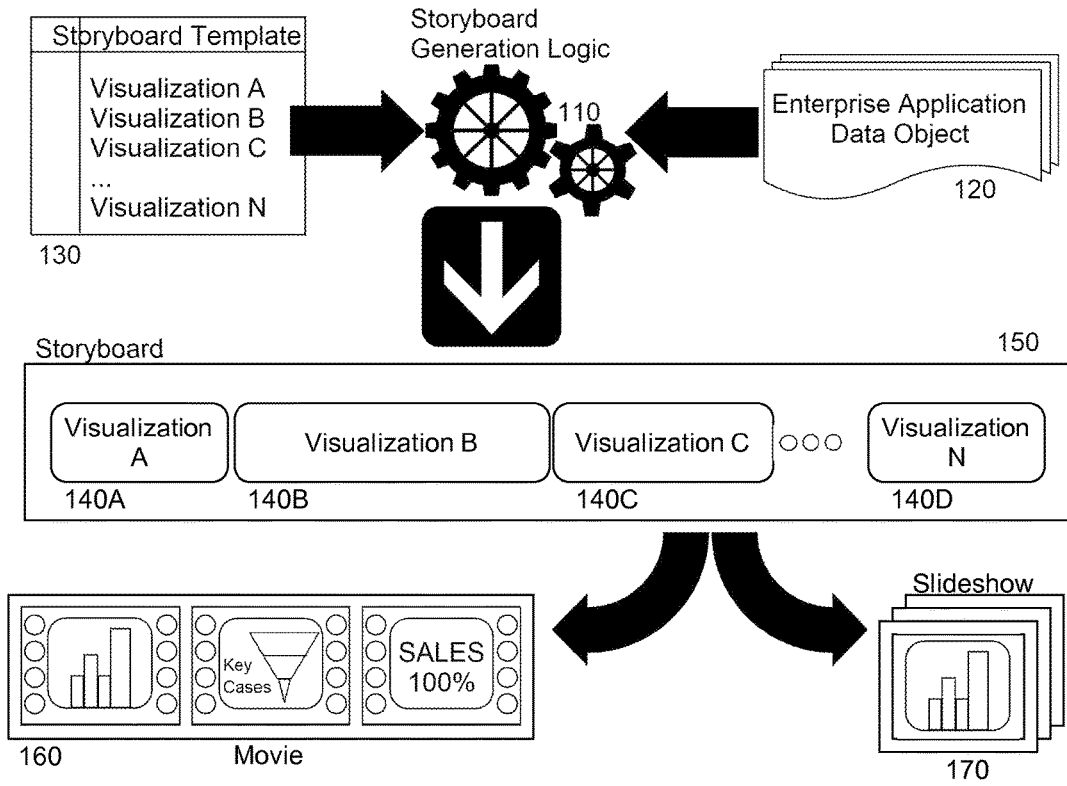 Storyboard Template
Visualization A
Visualization B
Visualization C
...
Visualization N
130
Storyboard
Generation Logic
110
Enterprise Application
Data Object
120
Storyboard
150
Visualization
A
140A
Visualization B
140B
Visualization C
140C
Visualization
N
140D
Key
Cases
SALES
100%
160
Movie
Slideshow
170